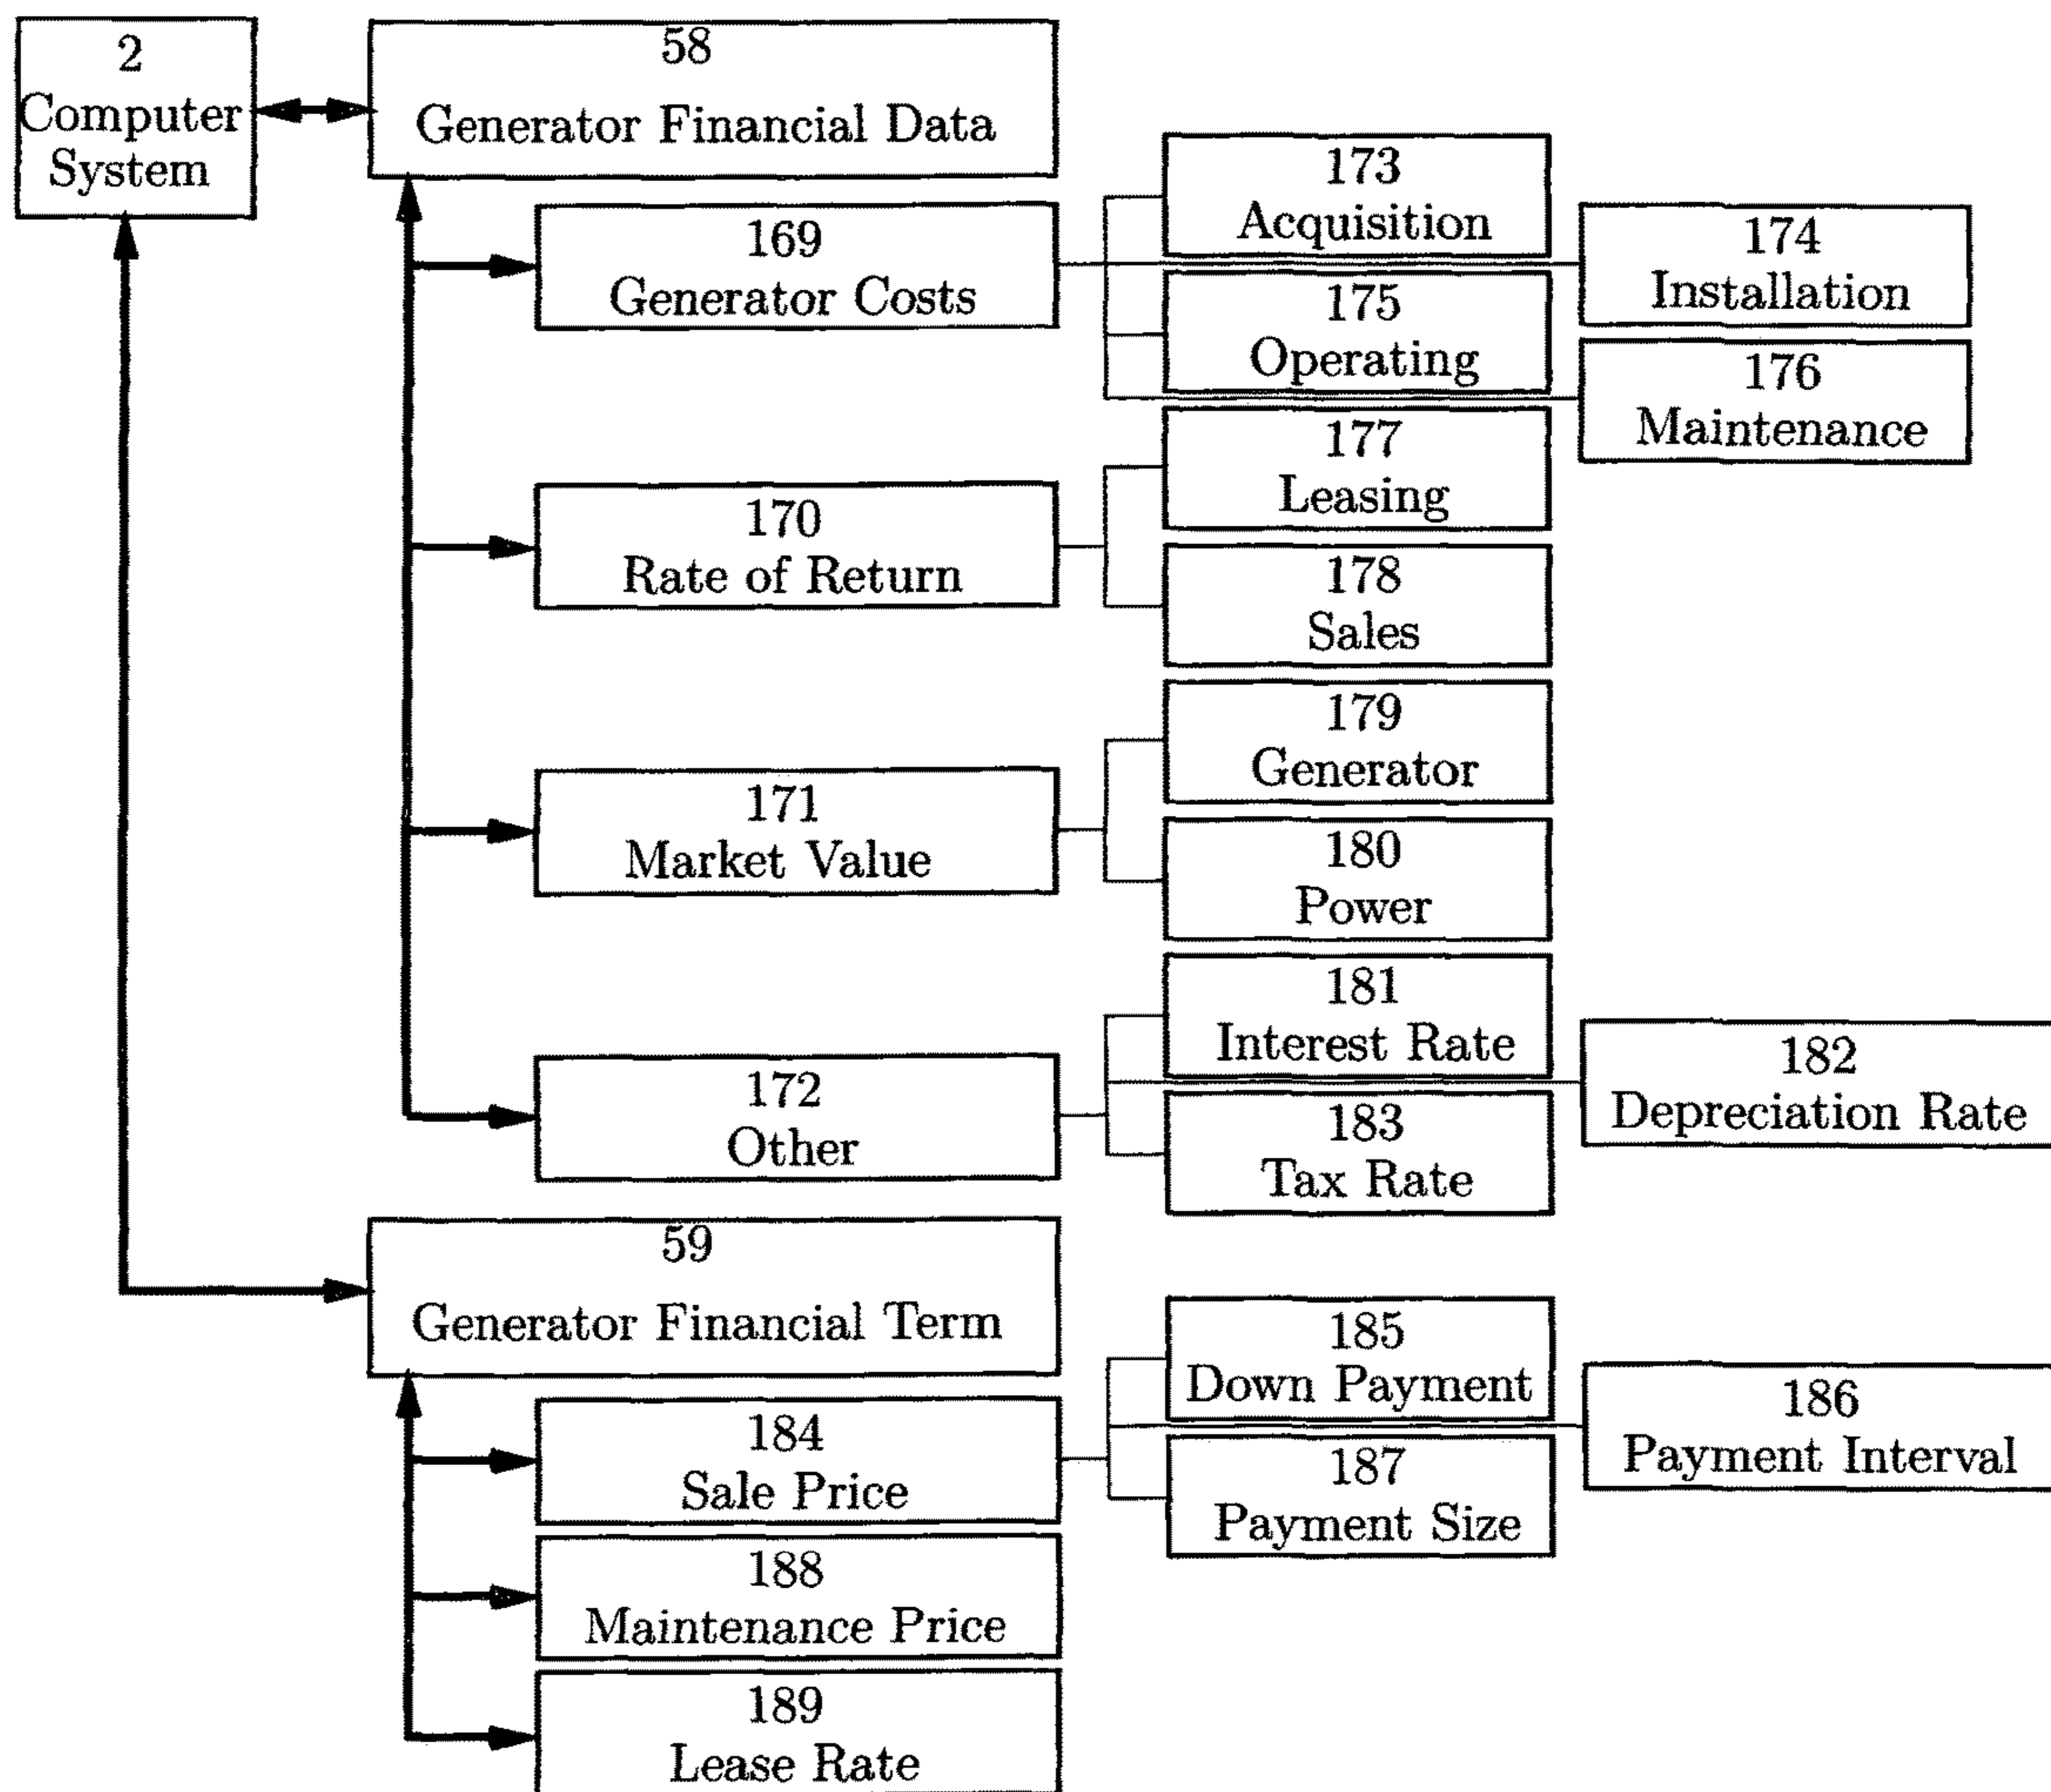 2
Computer
System
58
Generator Financial Data
169
Generator Costs
173
Acquisition
174
Installation
175
Operating
176
Maintenance
170
Rate of Return
177
Leasing
178
Sales
171
Market Value
179
Generator
180
Power
172
Other
181
Interest Rate
182
Depreciation Rate
183
Tax Rate
59
Generator Financial Term
184
Sale Price
185
Down Payment
186
Payment Interval
187
Payment Size
188
Maintenance Price
189
Lease Rate